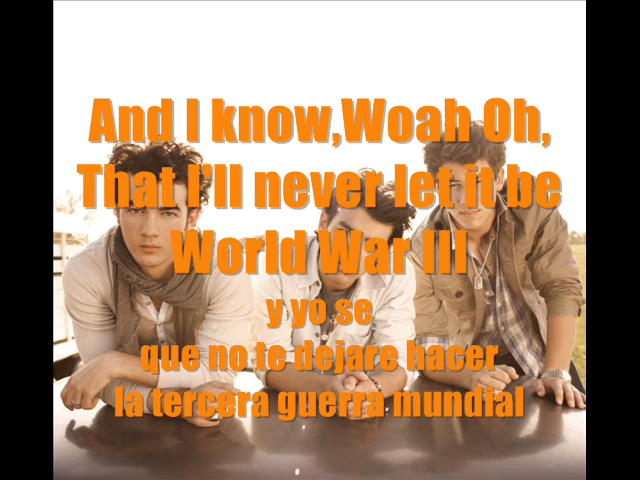 And I know,Woah Oh,
That I'll never let it be
World War III
y yo se
que no te dejare hacer
la tercera guerra mundial